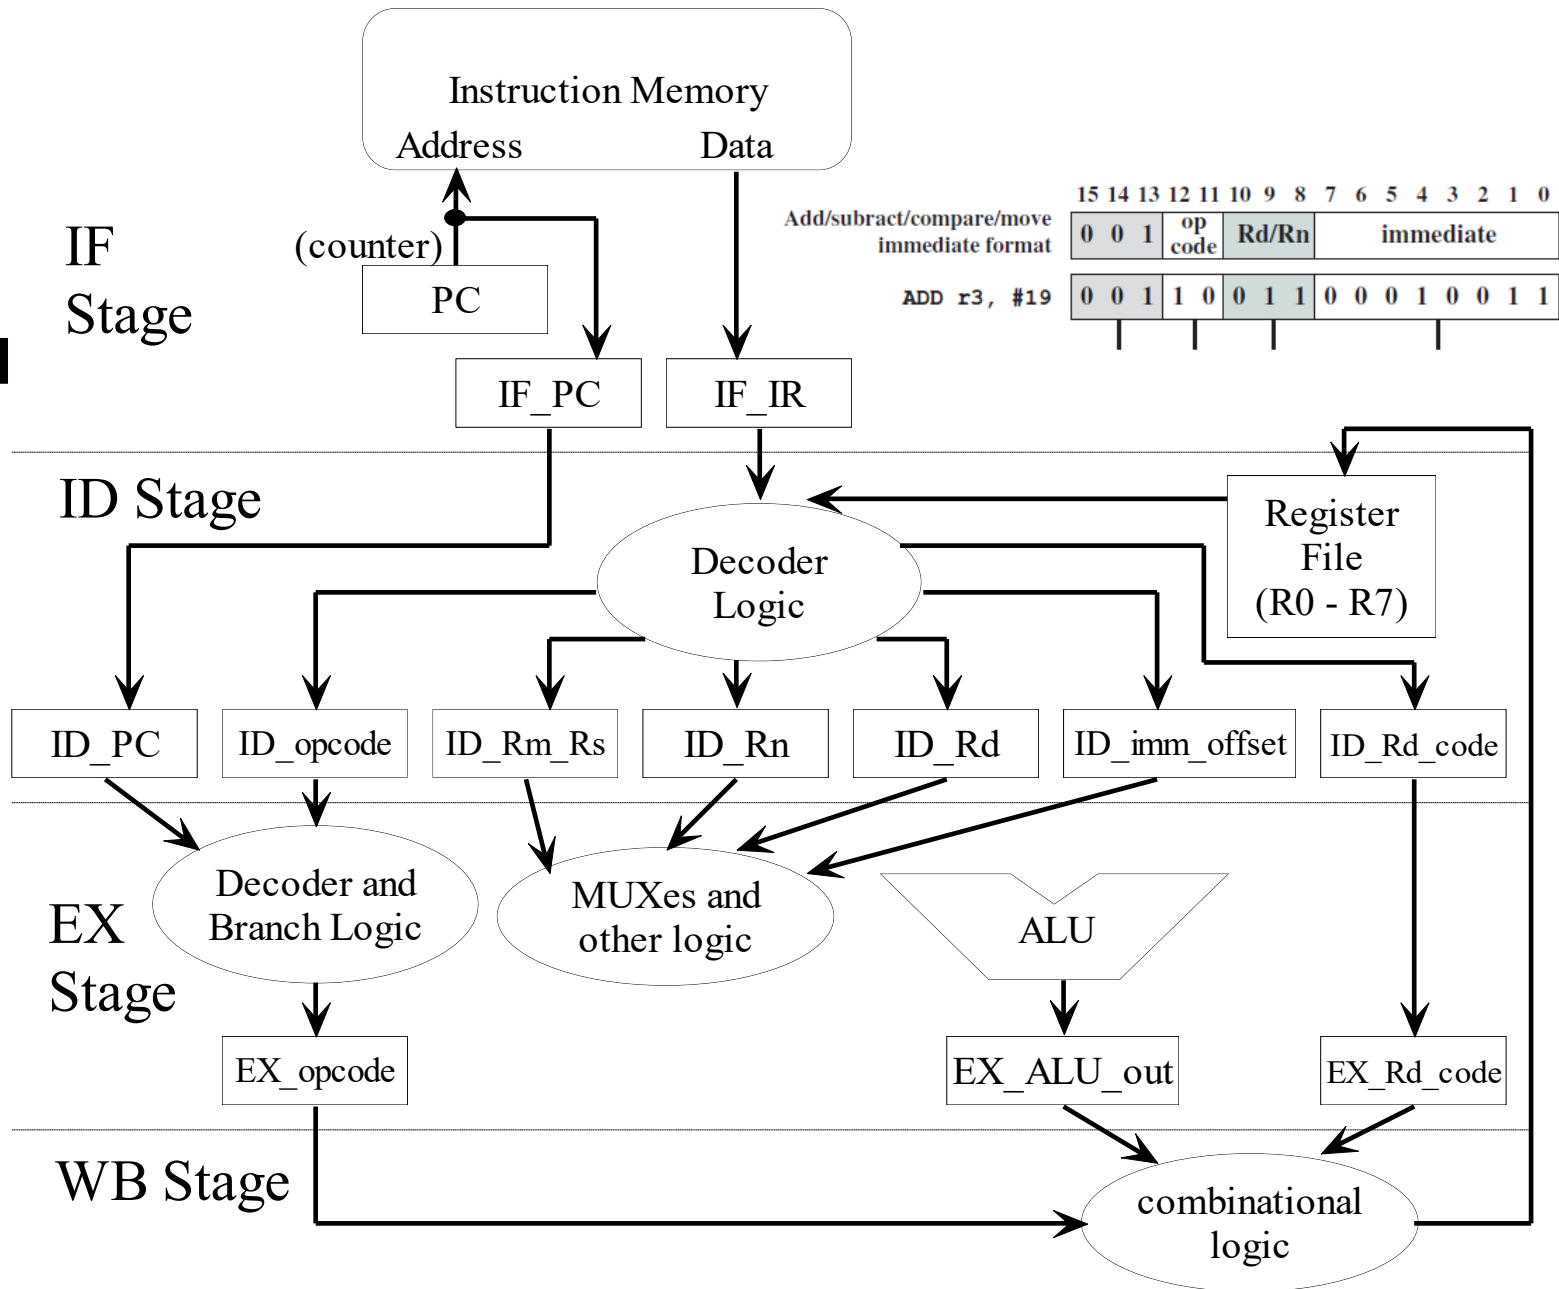 Instruction Memory
Address Data
IF
Stage
(counter)
PC
15 14 13 12 11 10 9 8 7 6 5 4 3 2 1 0
Add/subract/compare/move
immediate format
0 0 1 op code Rd/Rn immediate
ADD r3, #19 0 0 1 1 0 0 1 1 0 0 0 1 0 0 1 1
IF_PC IF_IR
ID Stage
Decoder
Logic
Register
File
(R0 - R7)
ID_PC ID_opcode ID_Rm_Rs ID_Rn ID_Rd ID_imm_offset ID_Rd_code
EX
Stage
Decoder and
Branch Logic
MUXes and
other logic
ALU
EX_opcode EX_ALU_out EX_Rd_code
WB Stage
combinational
logic